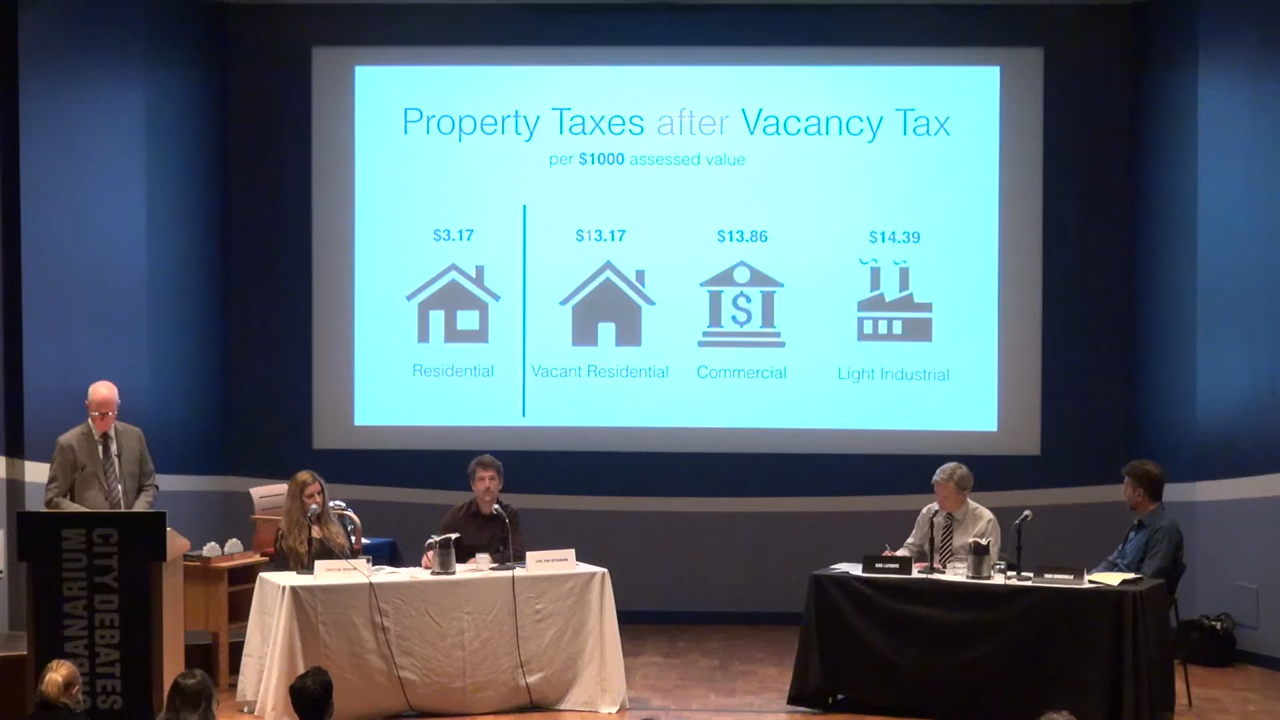 Property Taxes after Vacancy Tax
per $1000 assessed value
$3.17
$13.17
$13.86
$14.39
$
Residential
Vacant Residential
Commercial
Light Industrial
URBANARIUM
CITY DEBATES